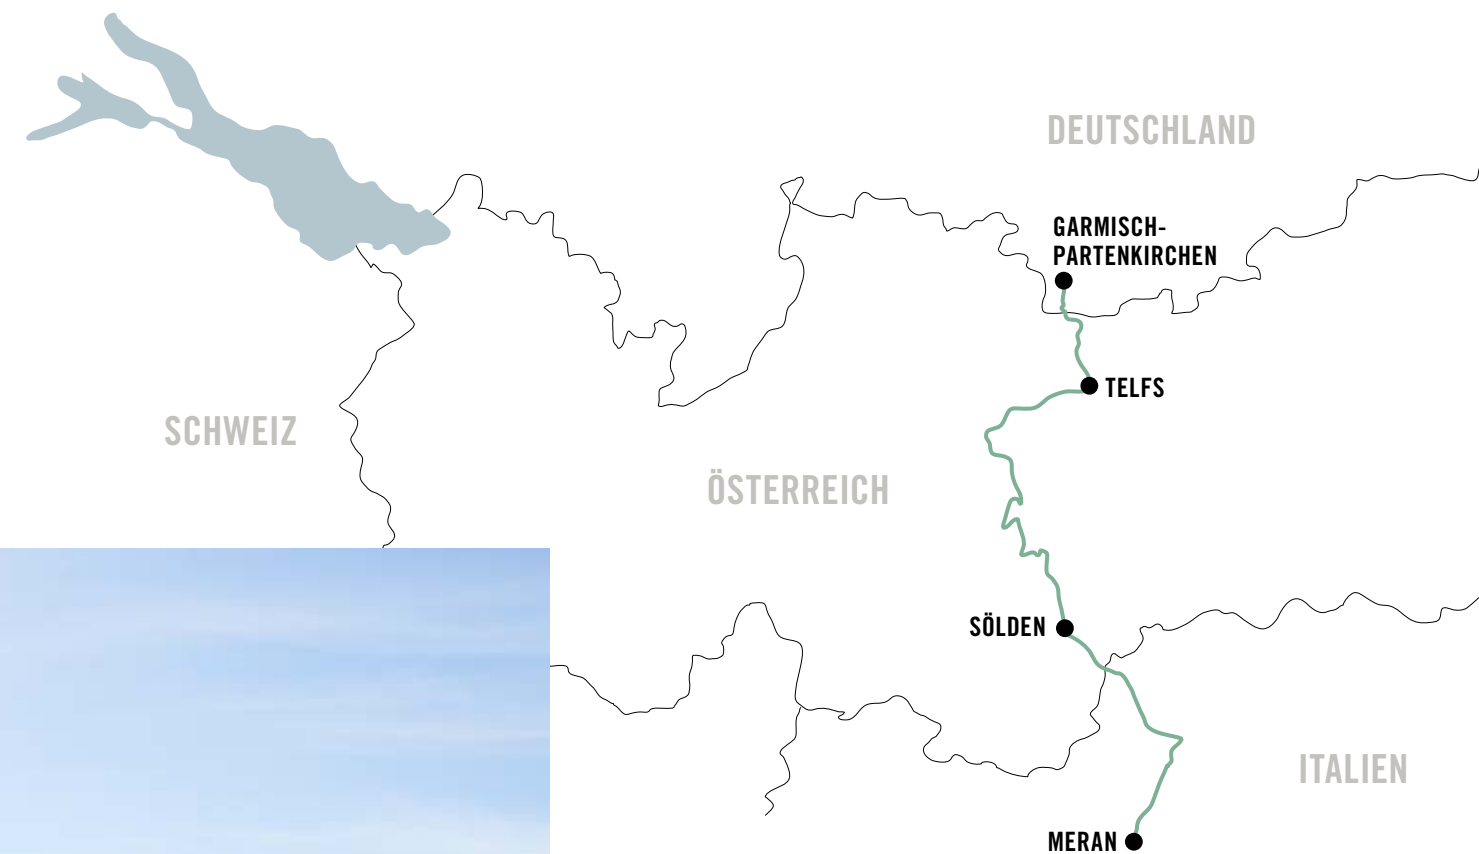 DEUTSCHLAND
GARMISCH-
PARTENKIRCHEN
TELFS
SCHWEIZ
ÖSTERREICH
SÖLDEN
ITALIEN
MERAN